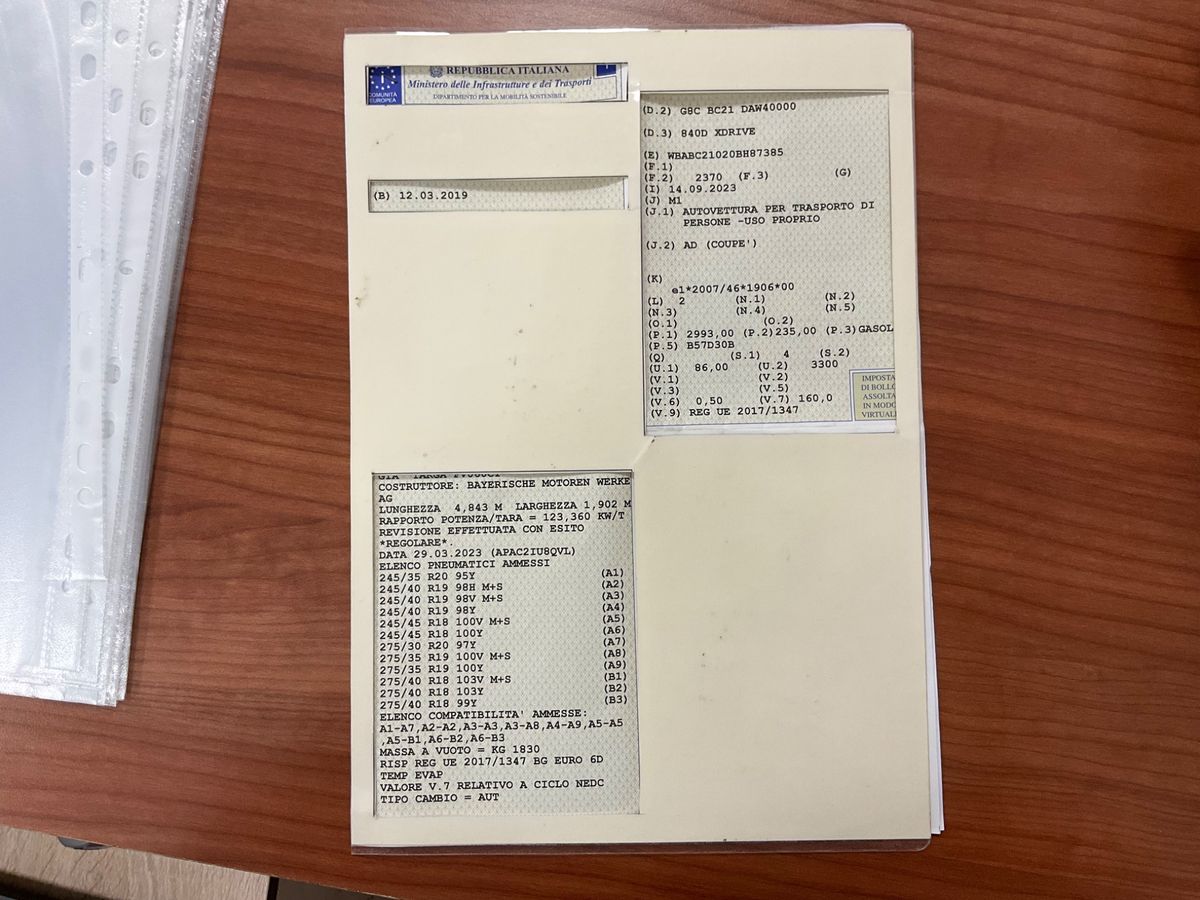 COMUNITÀ
EUROPEA
REPUBBLICA ITALIANA
Ministero delle Infrastrutture e dei Trasporti
DIPARTIMENTO PER LA MOBILITÀ SOSTENIBILE
(B) 12.03.2019
COSTRUTTORE: BAYERISCHE MOTOREN WERKE
AG
LUNGHEZZA 4,843 M LARGHEZZA 1,902 M
RAPPORTO POTENZA/TARA = 123,360 KW/T
REVISIONE EFFETTUATA CON ESITO
*REGOLARE*.
DATA 29.03.2023 (APAC2IU8QVL)
ELENCO PNEUMATICI AMMESSI
245/35 R20 95Y (A1)
245/40 R19 98H M+S (A2)
245/40 R19 98V M+S (A3)
245/40 R19 98Y (A4)
245/45 R18 100V M+S (A5)
245/45 R18 100Y (A6)
275/30 R20 97Y (A7)
275/35 R19 100V M+S (A8)
275/35 R19 100Y (A9)
275/40 R18 103V M+S (B1)
275/40 R18 103Y (B2)
275/40 R18 99Y (B3)
ELENCO COMPATIBILITA' AMMESSE:
A1-A7,A2-A2,A3-A3,A3-A8,A4-A9,A5-A5
,A5-B1,A6-B2,A6-B3
MASSA A VUOTO = KG 1830
RISP REG UE 2017/1347 BG EURO 6D
TEMP EVAP
VALORE V.7 RELATIVO A CICLO NEDC
TIPO CAMBIO = AUT
(D.2) G8C BC21 DAW40000
(D.3) 840D XDRIVE
(E) WBABC21020BH87385
(F.1)
(F.2) 2370 (F.3) (G)
(I) 14.09.2023
(J) M1
(J.1) AUTOVETTURA PER TRASPORTO DI
PERSONE -USO PROPRIO
(J.2) AD (COUPE')
(K)
e1*2007/46*1906*00
(L) 2 (N.1) (N.2)
(N.3) (N.4) (N.5)
(O.1) (O.2)
(P.1) 2993,00 (P.2)235,00 (P.3)GASOL
(P.5) B57D30B
(Q) (S.1) 4 (S.2)
(U.1) 86,00 (U.2) 3300
(V.1) (V.2)
(V.3) (V.5)
(V.6) 0,50 (V.7) 160,0
(V.9) REG UE 2017/1347
IMPOSTA
DI BOLLO
ASSOLTA
IN MODO
VIRTUALE